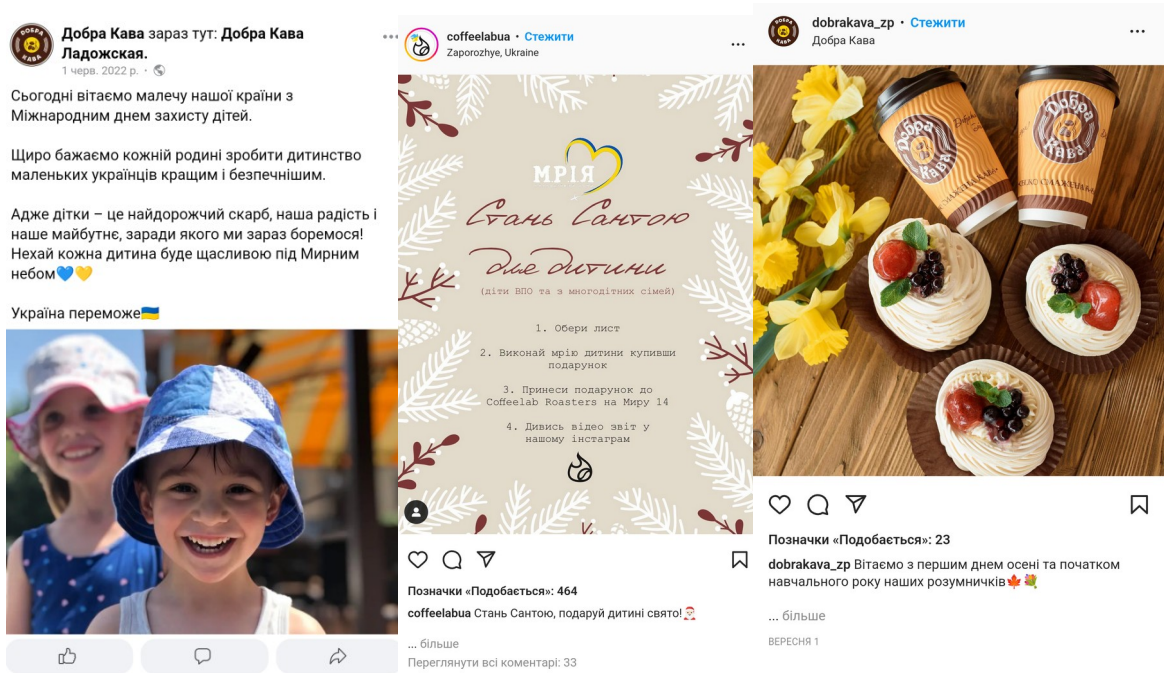 Добра Кава зараз тут: Добра Кава
Ладожская.
1 черв. 2022 р. ·
Сьогодні вітаємо малечу нашої країни з
Міжнародним днем захисту дітей.
Щиро бажаємо кожній родині зробити дитинство
маленьких українців кращим і безпечнішим.
Адже дітки – це найдорожчий скарб, наша радість і
наше майбутнє, заради якого ми зараз боремося!
Нехай кожна дитина буде щасливою під Мирним
небом💙💛
Україна переможе🇺🇦
coffeelabua • Стежити
Zaporozhye, Ukraine
МРІЯ
Стань Сантою
для дитини
(діти ВПО та з многодітних сімей)
1. Обери лист
2. Виконай мрію дитини купивши
подарунок
3. Принеси подарунок до
Coffeelab Roasters на Миру 14
4. Дивись відео звіт у
нашому інстаграм
Позначки «Подобається»: 464
coffeelabua Стань Сантою, подаруй дитині свято!🎅
... більше
Переглянути всі коментарі: 33
dobrakava_zp • Стежити
Добра Кава
Добра
Кава
Добра
Кава
Позначки «Подобається»: 23
dobrakava_zp Вітаємо з першим днем осені та початком
навчального року наших розумничків🍁💐
... більше
ВЕРЕСНЯ 1